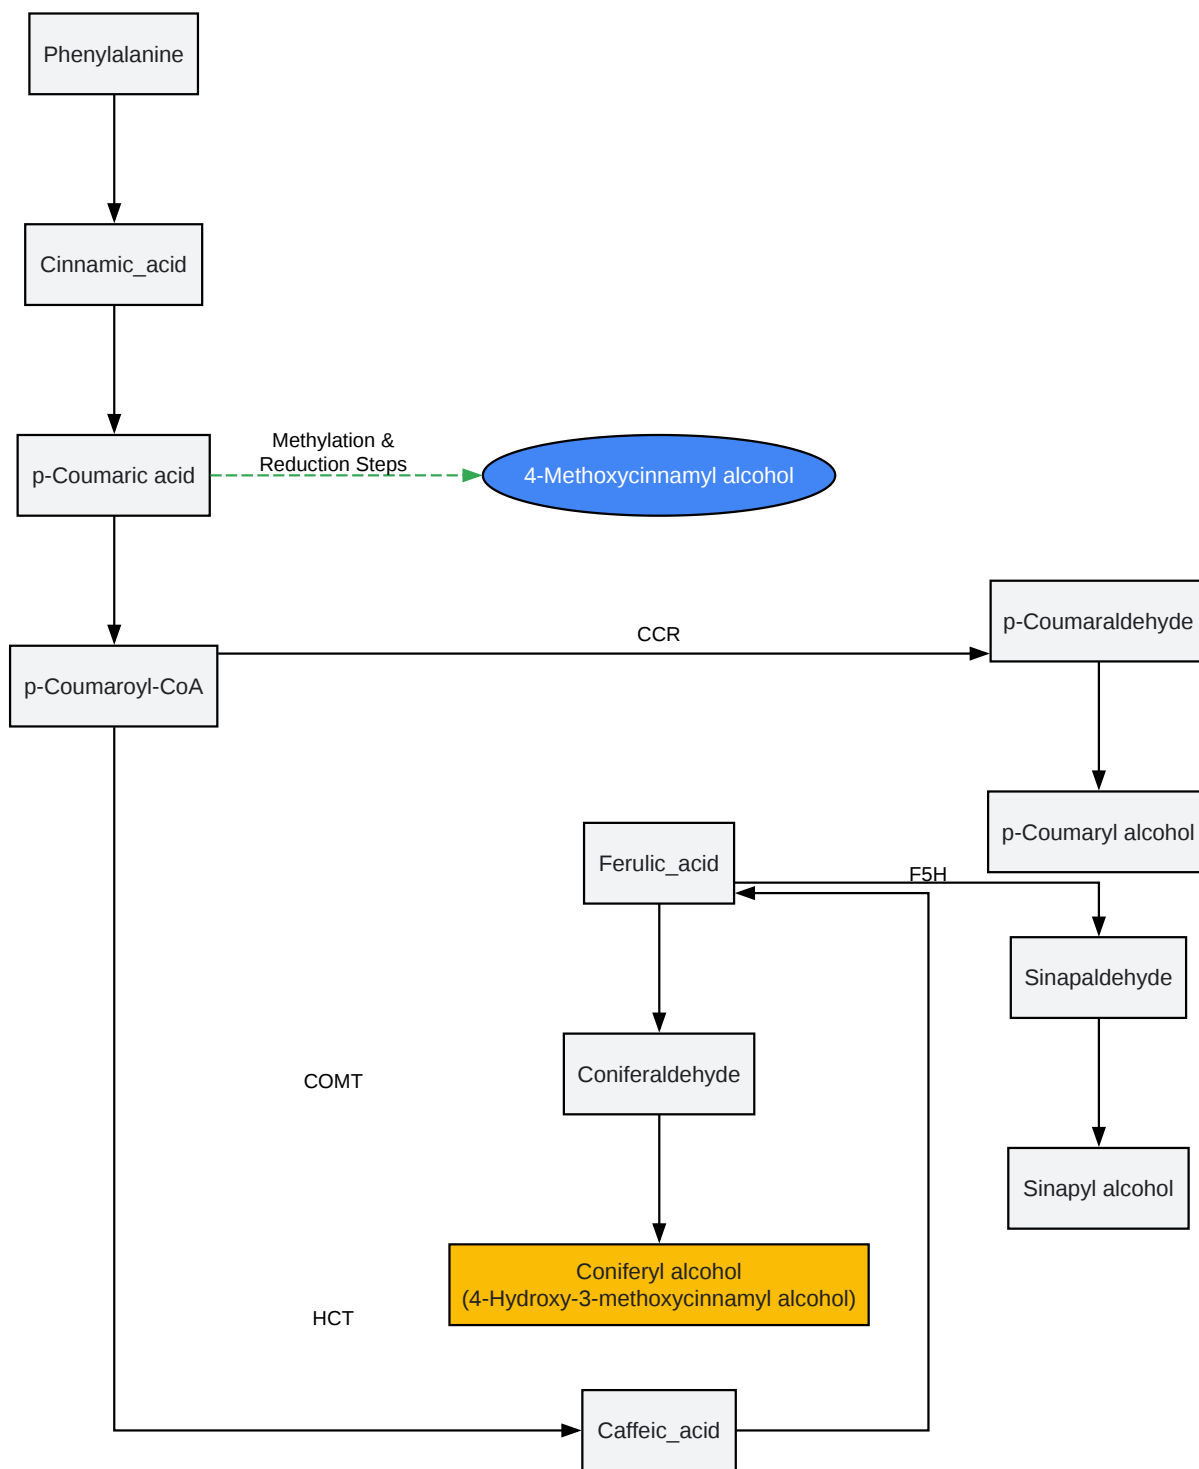 Phenylalanine
Cinnamic_acid
Methylation &
Reduction Steps
p-Coumaric acid
4-Methoxycinnamyl alcohol
p-Coumaraldehyde
CCR
p-Coumaroyl-CoA
p-Coumaryl alcohol
Ferulic_acid
F5H
Sinapaldehyde
Coniferaldehyde
COMT
Sinapyl alcohol
Coniferyl alcohol
(4-Hydroxy-3-methoxycinnamyl alcohol)
HCT
Caffeic_acid